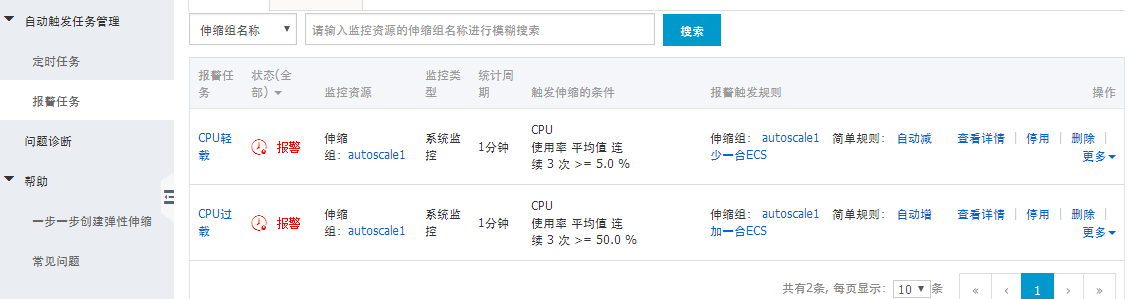 自动触发任务管理
定时任务
报警任务
问题诊断
帮助
一步一步创建弹性伸缩
常见问题
伸缩组名称 请输入监控资源的伸缩组名称进行模糊搜索 搜索
报警任 状态(全 监控类 统计周
务 部) 监控资源 型 期 触发伸缩的条件 报警触发规则 操作
CPU
CPU轻 报警 伸缩 系统监 1分钟 使用率 平均值 连 伸缩组： autoscale1 简单规则： 自动减 查看详情 停用 删除
载 组：autoscale1 控 续 3 次 >= 5.0 % 少一台ECS 更多
CPU
CPU过 报警 伸缩 系统监 1分钟 使用率 平均值 连 伸缩组： autoscale1 简单规则： 自动增 查看详情 停用 删除
载 组：autoscale1 控 续 3 次 >= 50.0 % 加一台ECS 更多
共有2条, 每页显示: 10 条 « ‹ 1 › »